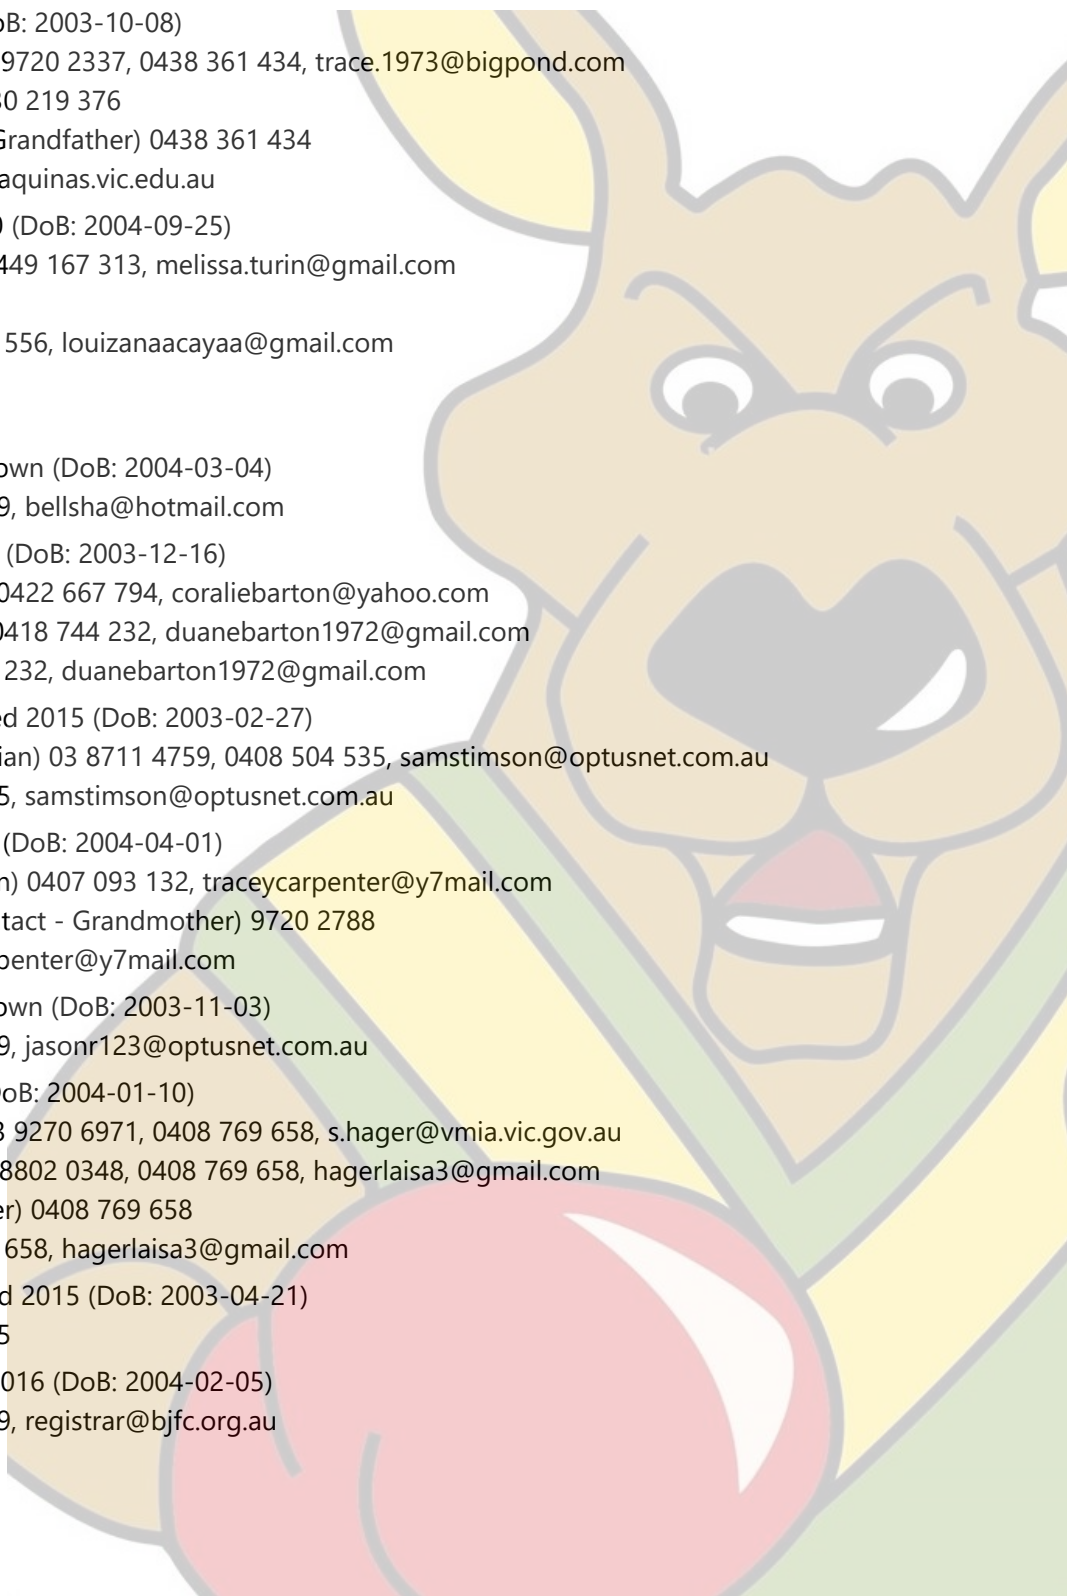 oB: 2003-10-08)
9720 2337, 0438 361 434, trace.1973@bigpond.com
30 219 376
Grandfather) 0438 361 434
aquinas.vic.edu.au
(DoB: 2004-09-25)
449 167 313, melissa.turin@gmail.com
556, louizanaacayaa@gmail.com
own (DoB: 2004-03-04)
9, bellsha@hotmail.com
(DoB: 2003-12-16)
0422 667 794, coraliebarton@yahoo.com
0418 744 232, duanebarton1972@gmail.com
232, duanebarton1972@gmail.com
ed 2015 (DoB: 2003-02-27)
ian) 03 8711 4759, 0408 504 535, samstimson@optusnet.com.au
5, samstimson@optusnet.com.au
(DoB: 2004-04-01)
n) 0407 093 132, traceycarpenter@y7mail.com
tact - Grandmother) 9720 2788
penter@y7mail.com
own (DoB: 2003-11-03)
9, jasonr123@optusnet.com.au
oB: 2004-01-10)
3 9270 6971, 0408 769 658, s.hager@vmia.vic.gov.au
8802 0348, 0408 769 658, hagerlaisa3@gmail.com
er) 0408 769 658
658, hagerlaisa3@gmail.com
d 2015 (DoB: 2003-04-21)
5
016 (DoB: 2004-02-05)
9, registrar@bjfc.org.au